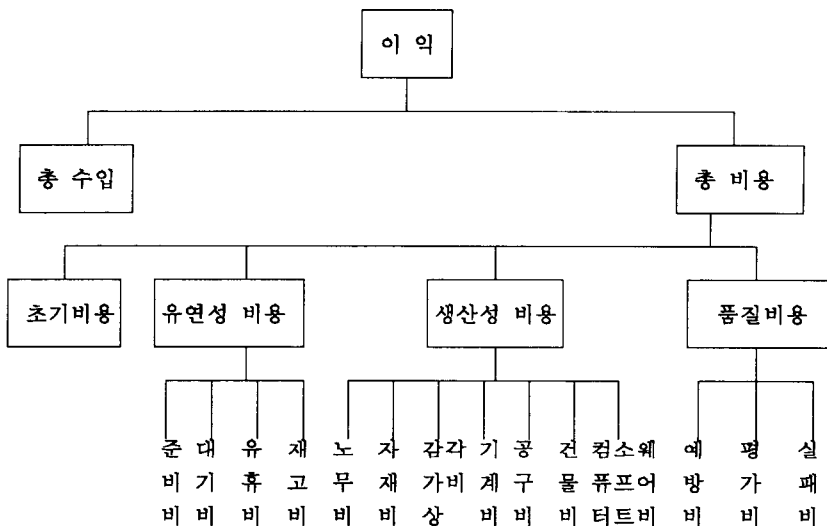 이 익
총 수입
총 비용
초기비용
유연성 비용
생산성 비용
품질비용
준비비
대기비
유휴비
재고비
노무비
자재비
감가상각비
기계비
공구비
건물비
컴퓨터소프트웨어비
예방비
평가비
실패비